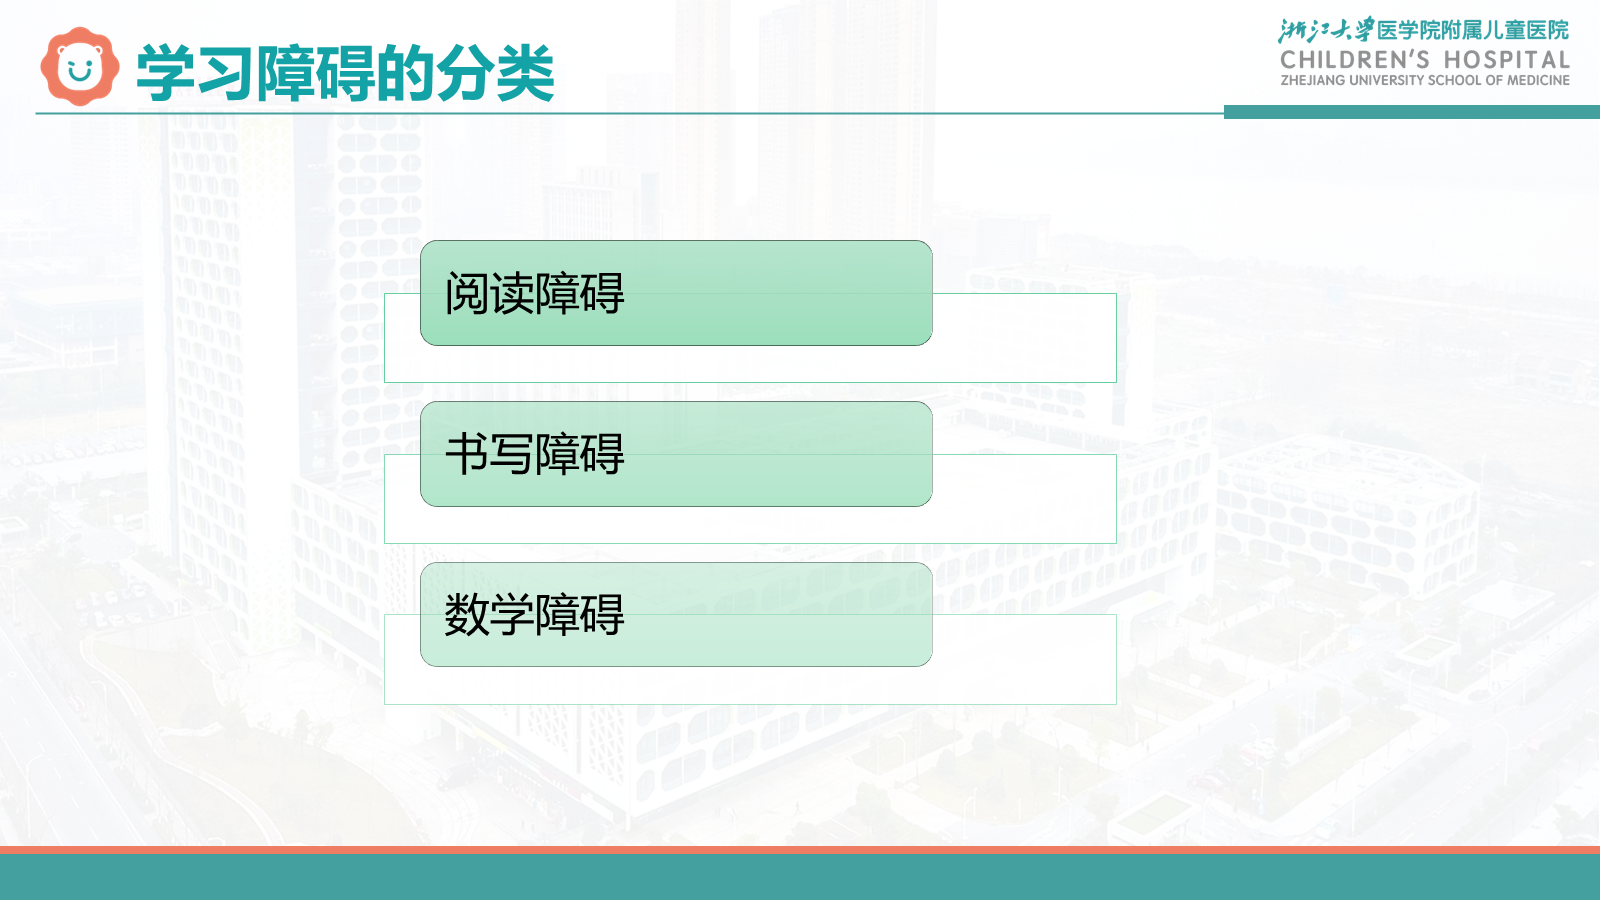 学习障碍的分类
浙江大学医学院附属儿童医院
CHILDREN'S HOSPITAL
ZHEJIANG UNIVERSITY SCHOOL OF MEDICINE
阅读障碍
书写障碍
数学障碍